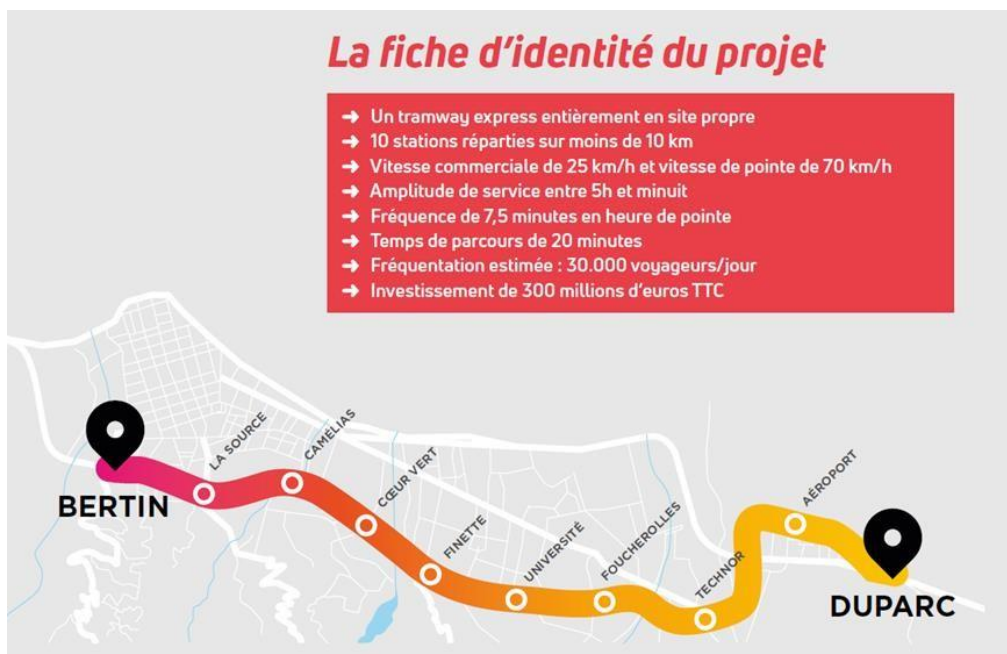 La fiche d'identité du projet
➔ Un tramway express entièrement en site propre
➔ 10 stations réparties sur moins de 10 km
➔ Vitesse commerciale de 25 km/h et vitesse de pointe de 70 km/h
➔ Amplitude de service entre 5h et minuit
➔ Fréquence de 7,5 minutes en heure de pointe
➔ Temps de parcours de 20 minutes
➔ Fréquentation estimée : 30.000 voyageurs/jour
➔ Investissement de 300 millions d'euros TTC
BERTIN
LA SOURCE
CAMÉLIAS
CŒUR VERT
FINETTE
UNIVERSITÉ
FOUCHEROLLES
TECHNOR
AÉROPORT
DUPARC